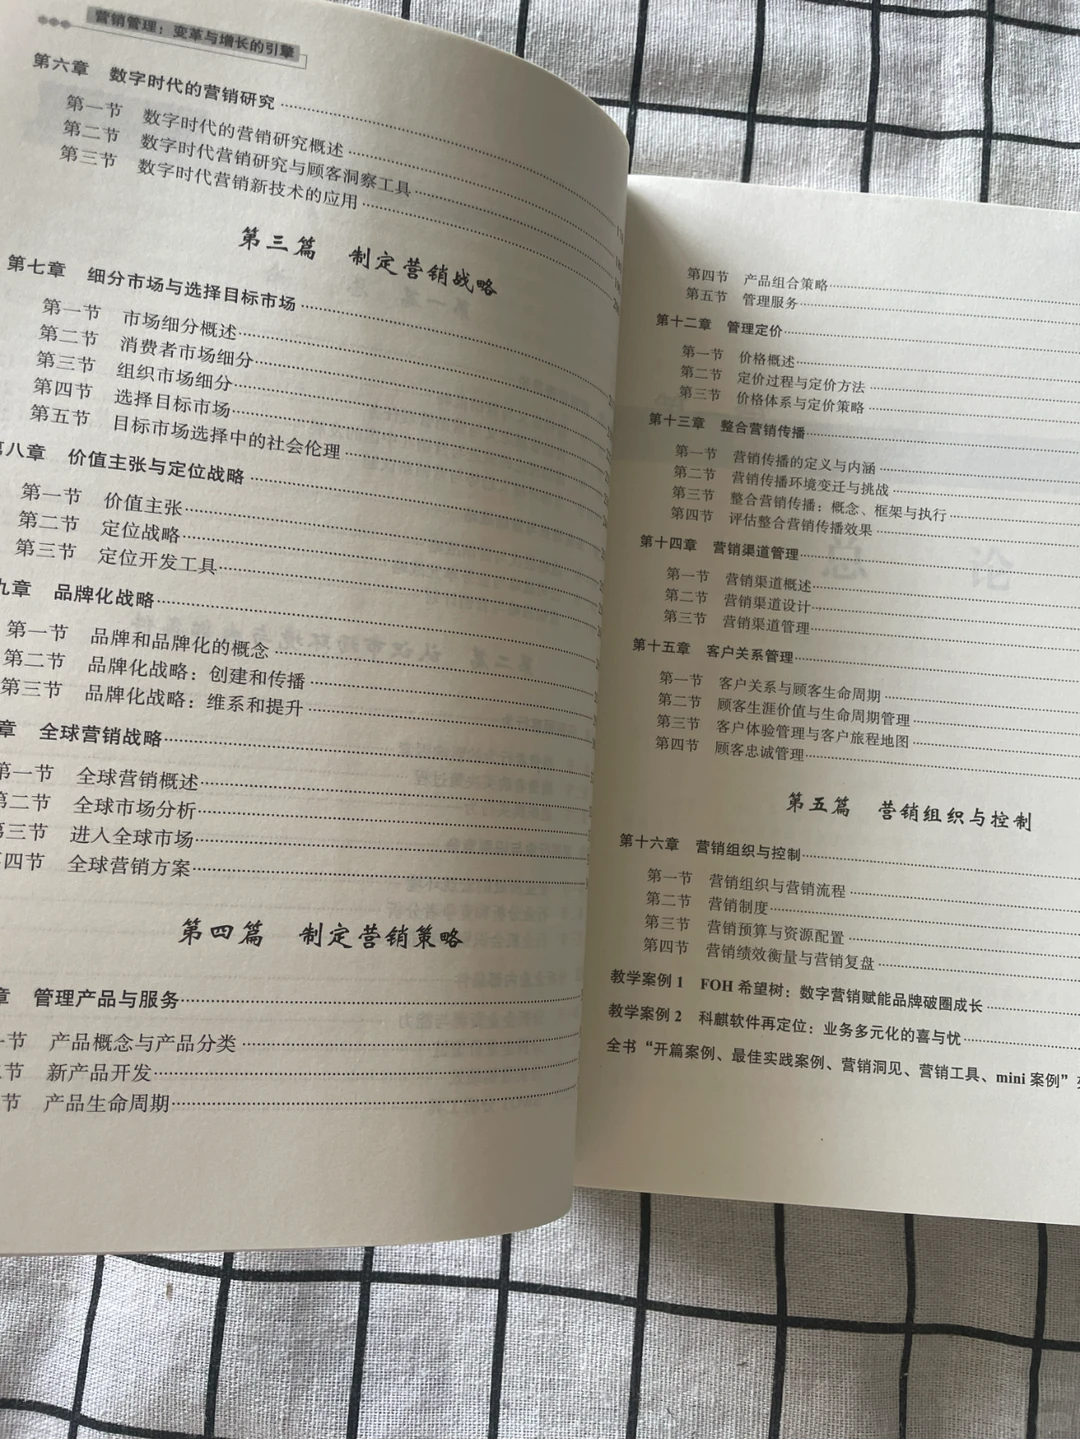 营销管理：变革与增长的引擎
第六章 数字时代的营销研究
第一节 数字时代的营销研究概述
第二节 数字时代营销研究与顾客洞察工具
第三节 数字时代营销新技术的应用
第三篇 制定营销战略
第七章 细分市场与选择目标市场
第一节 市场细分概述
第二节 消费者市场细分
第三节 组织市场细分
第四节 选择目标市场
第五节 目标市场选择中的社会伦理
八章 价值主张与定位战略
第一节 价值主张
第二节 定位战略
第三节 定位开发工具
九章 品牌化战略
第一节 品牌和品牌化的概念
第二节 品牌化战略：创建和传播
第三节 品牌化战略：维系和提升
章 全球营销战略
第一节 全球营销概述
第二节 全球市场分析
第三节 进入全球市场
第四节 全球营销方案
第四篇 制定营销策略
章 管理产品与服务
节 产品概念与产品分类
节 新产品开发
节 产品生命周期
第四节 产品组合策略
第五节 管理服务
第十二章 管理定价
第一节 价格概述
第二节 定价过程与定价方法
第三节 价格体系与定价策略
第十三章 整合营销传播
第一节 营销传播的定义与内涵
第二节 营销传播环境变迁与挑战
第三节 整合营销传播：概念、框架与执行
第四节 评估整合营销传播效果
第十四章 营销渠道管理
第一节 营销渠道概述
第二节 营销渠道设计
第三节 营销渠道管理
第十五章 客户关系管理
第一节 客户关系与顾客生命周期
第二节 顾客生涯价值与生命周期管理
第三节 客户体验管理与客户旅程地图
第四节 顾客忠诚管理
第五篇 营销组织与控制
第十六章 营销组织与控制
第一节 营销组织与营销流程
第二节 营销制度
第三节 营销预算与资源配置
第四节 营销绩效衡量与营销复盘
教学案例1 FOH希望树：数字营销赋能品牌破圈成长
教学案例2 科麒软件再定位：业务多元化的喜与忧
全书“开篇案例、最佳实践案例、营销洞见、营销工具、mini案例”